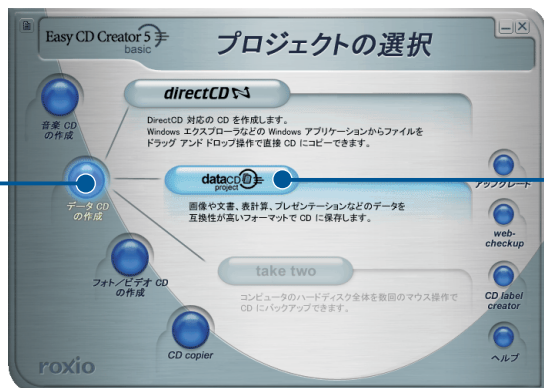 Easy CD Creator 5
basic
プロジェクトの選択
音楽 CD
の作成
directCD
DirectCD 対応の CD を作成します。
Windows エクスプローラなどの Windows アプリケーションからファイルを
ドラッグ アンド ドロップ操作で直接 CD にコピーできます。
データ CD
の作成
dataCD
project
画像や文書、表計算、プレゼンテーションなどのデータを
互換性が高いフォーマットで CD に保存します。
フォト／ビデオ CD
の作成
take two
コンピュータのハードディスク全体を数回のマウス操作で
CD にバックアップできます。
CD copier
アップグレード
web-
checkup
CD label
creator
ヘルプ
roxio